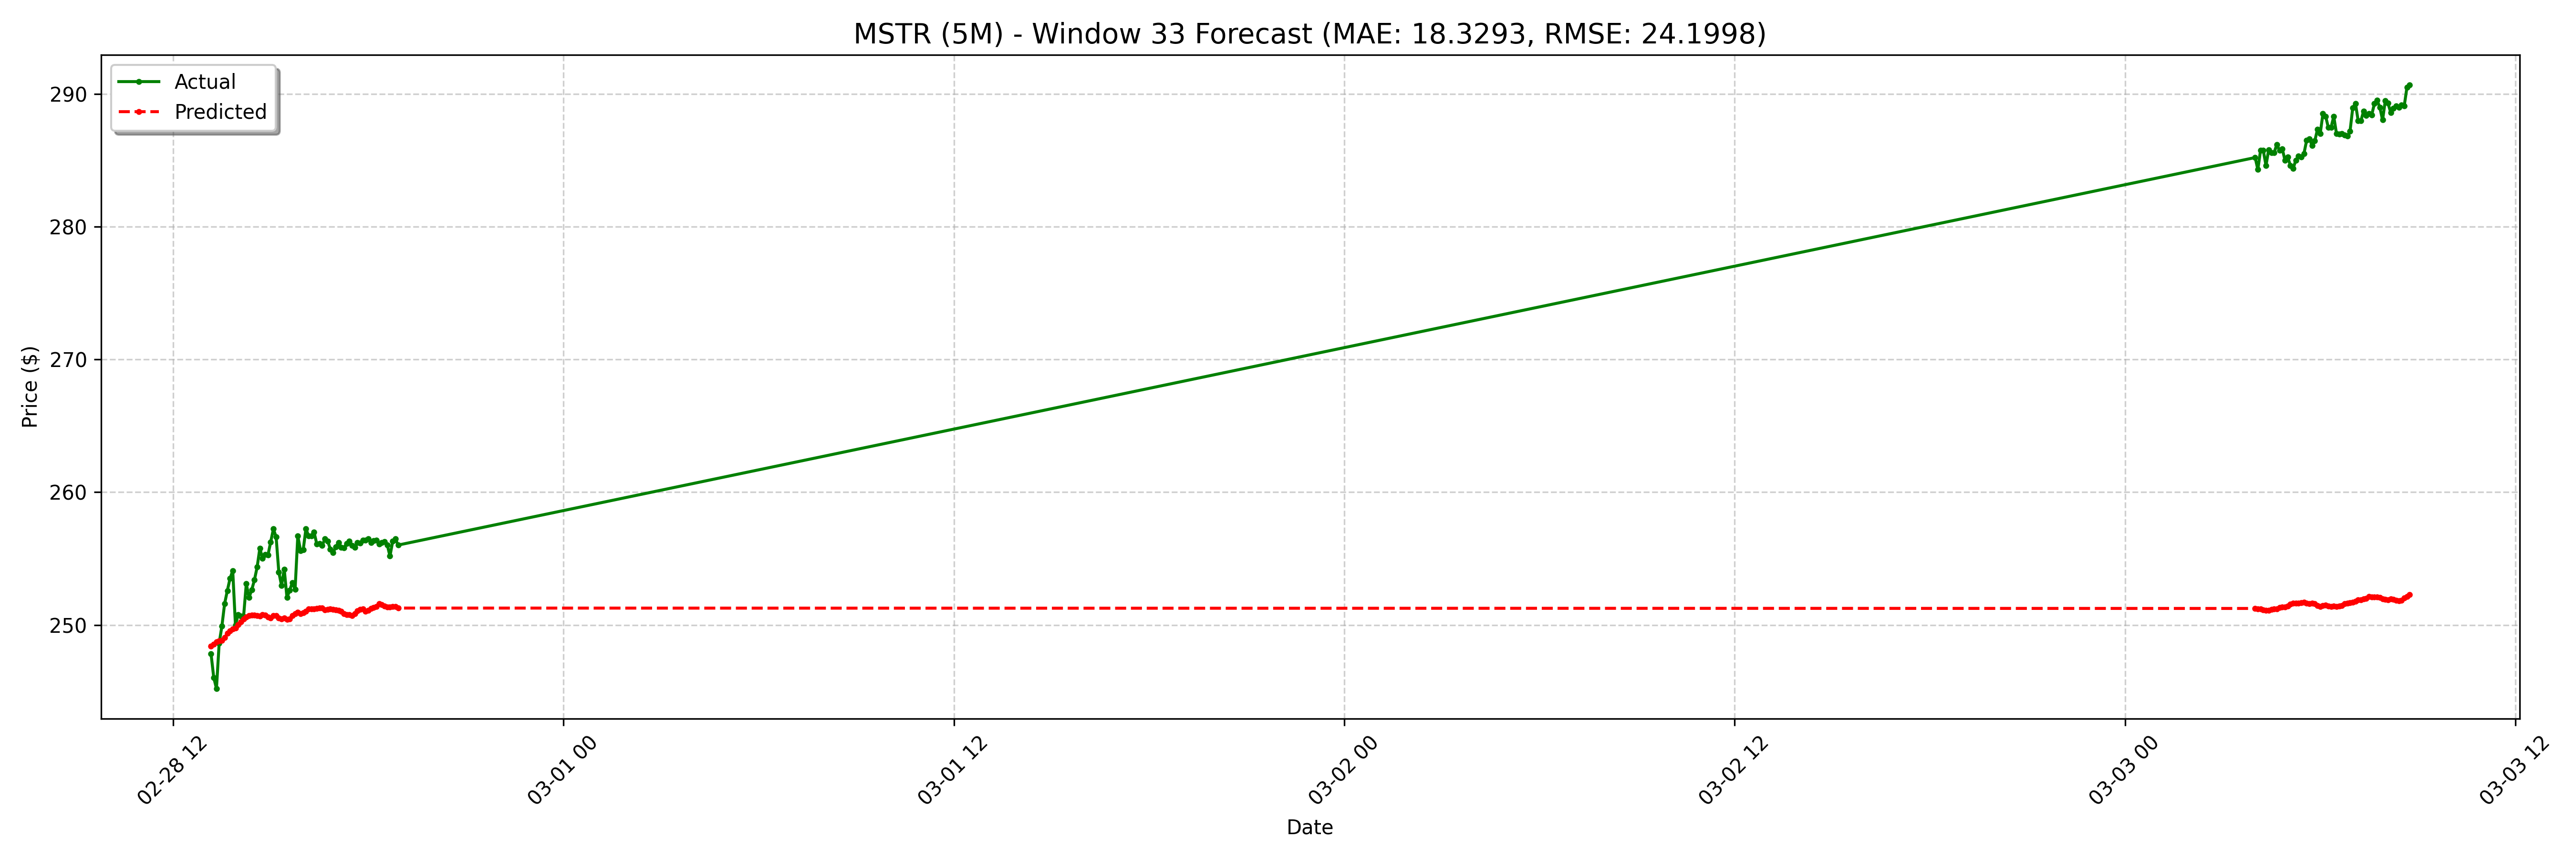 MSTR (5M) - Window 33 Forecast (MAE: 18.3293, RMSE: 24.1998)
Actual
Predicted
Price ($)
290
280
270
260
250
02-28 12
03-01 00
03-01 12
03-02 00
03-02 12
03-03 00
03-03 12
Date